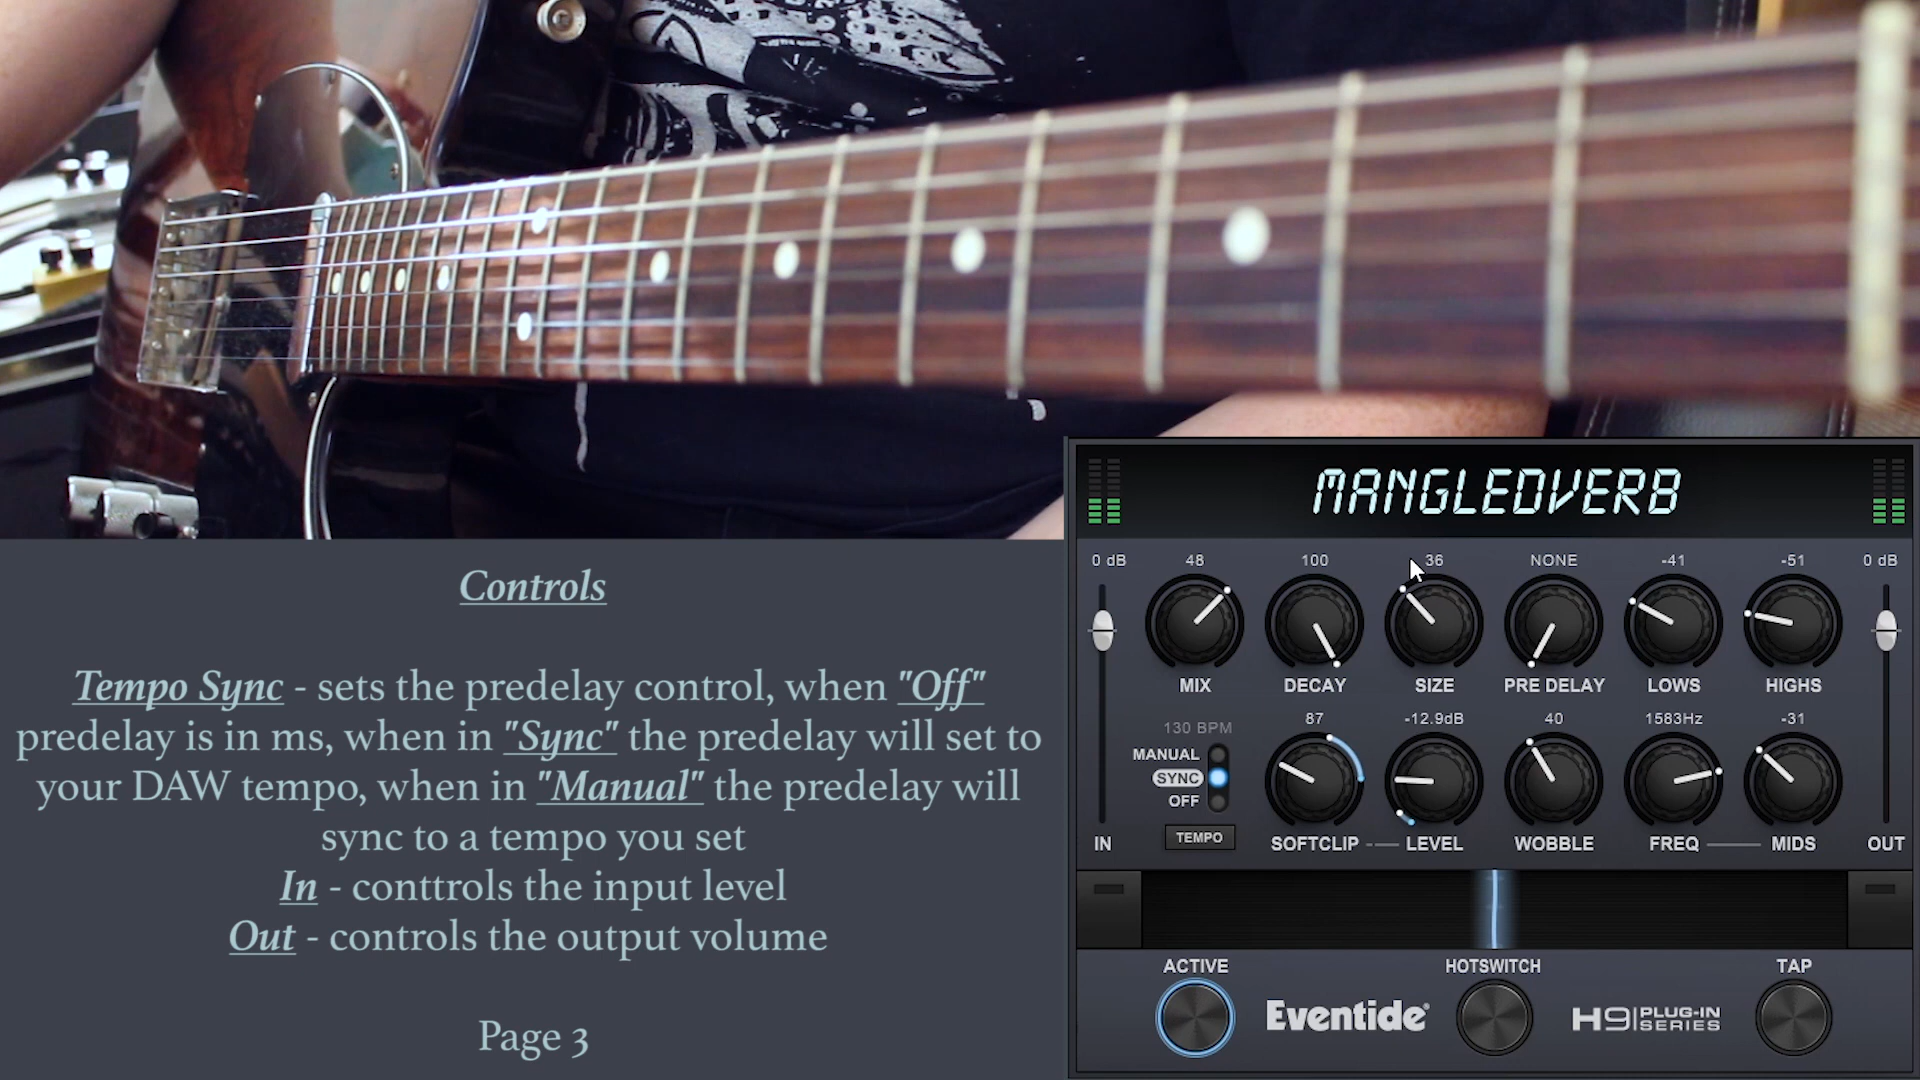 Controls
Tempo Sync - sets the predelay control, when "Off"
predelay is in ms, when in "Sync" the predelay will set to
your DAW tempo, when in "Manual" the predelay will
sync to a tempo you set
In - conttrols the input level
Out - controls the output volume
Page 3
MANGLEDVERB
0 dB 48 100 36 NONE -41 -51 0 dB
MIX DECAY SIZE PRE DELAY LOWS HIGHS
130 BPM 87 -12.9dB 40 1583Hz -31
MANUAL
SYNC
OFF
TEMPO
IN SOFTCLIP LEVEL WOBBLE FREQ MIDS OUT
ACTIVE HOTSWITCH TAP
Eventide® H9 PLUG-IN SERIES